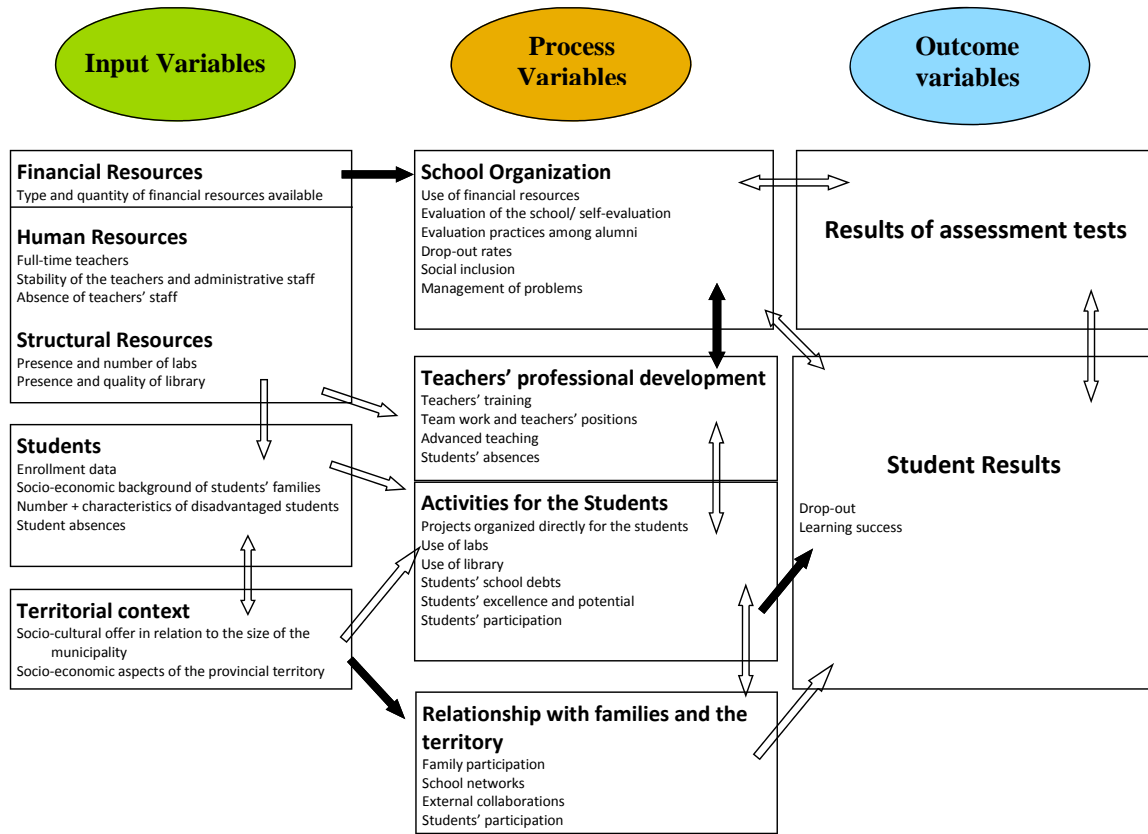 Input Variables
Process
Variables
Outcome
variables
Financial Resources
Type and quantity of financial resources available
Human Resources
Full-time teachers
Stability of the teachers and administrative staff
Absence of teachers' staff
Structural Resources
Presence and number of labs
Presence and quality of library
Students
Enrollment data
Socio-economic background of students' families
Number + characteristics of disadvantaged students
Student absences
Territorial context
Socio-cultural offer in relation to the size of the
municipality
Socio-economic aspects of the provincial territory
School Organization
Use of financial resources
Evaluation of the school/ self-evaluation
Evaluation practices among alumni
Drop-out rates
Social inclusion
Management of problems
Teachers' professional development
Teachers' training
Team work and teachers' positions
Advanced teaching
Students' absences
Activities for the Students
Projects organized directly for the students
Use of labs
Use of library
Students' school debts
Students' excellence and potential
Students' participation
Relationship with families and the
territory
Family participation
School networks
External collaborations
Students' participation
Results of assessment tests
Student Results
Drop-out
Learning success